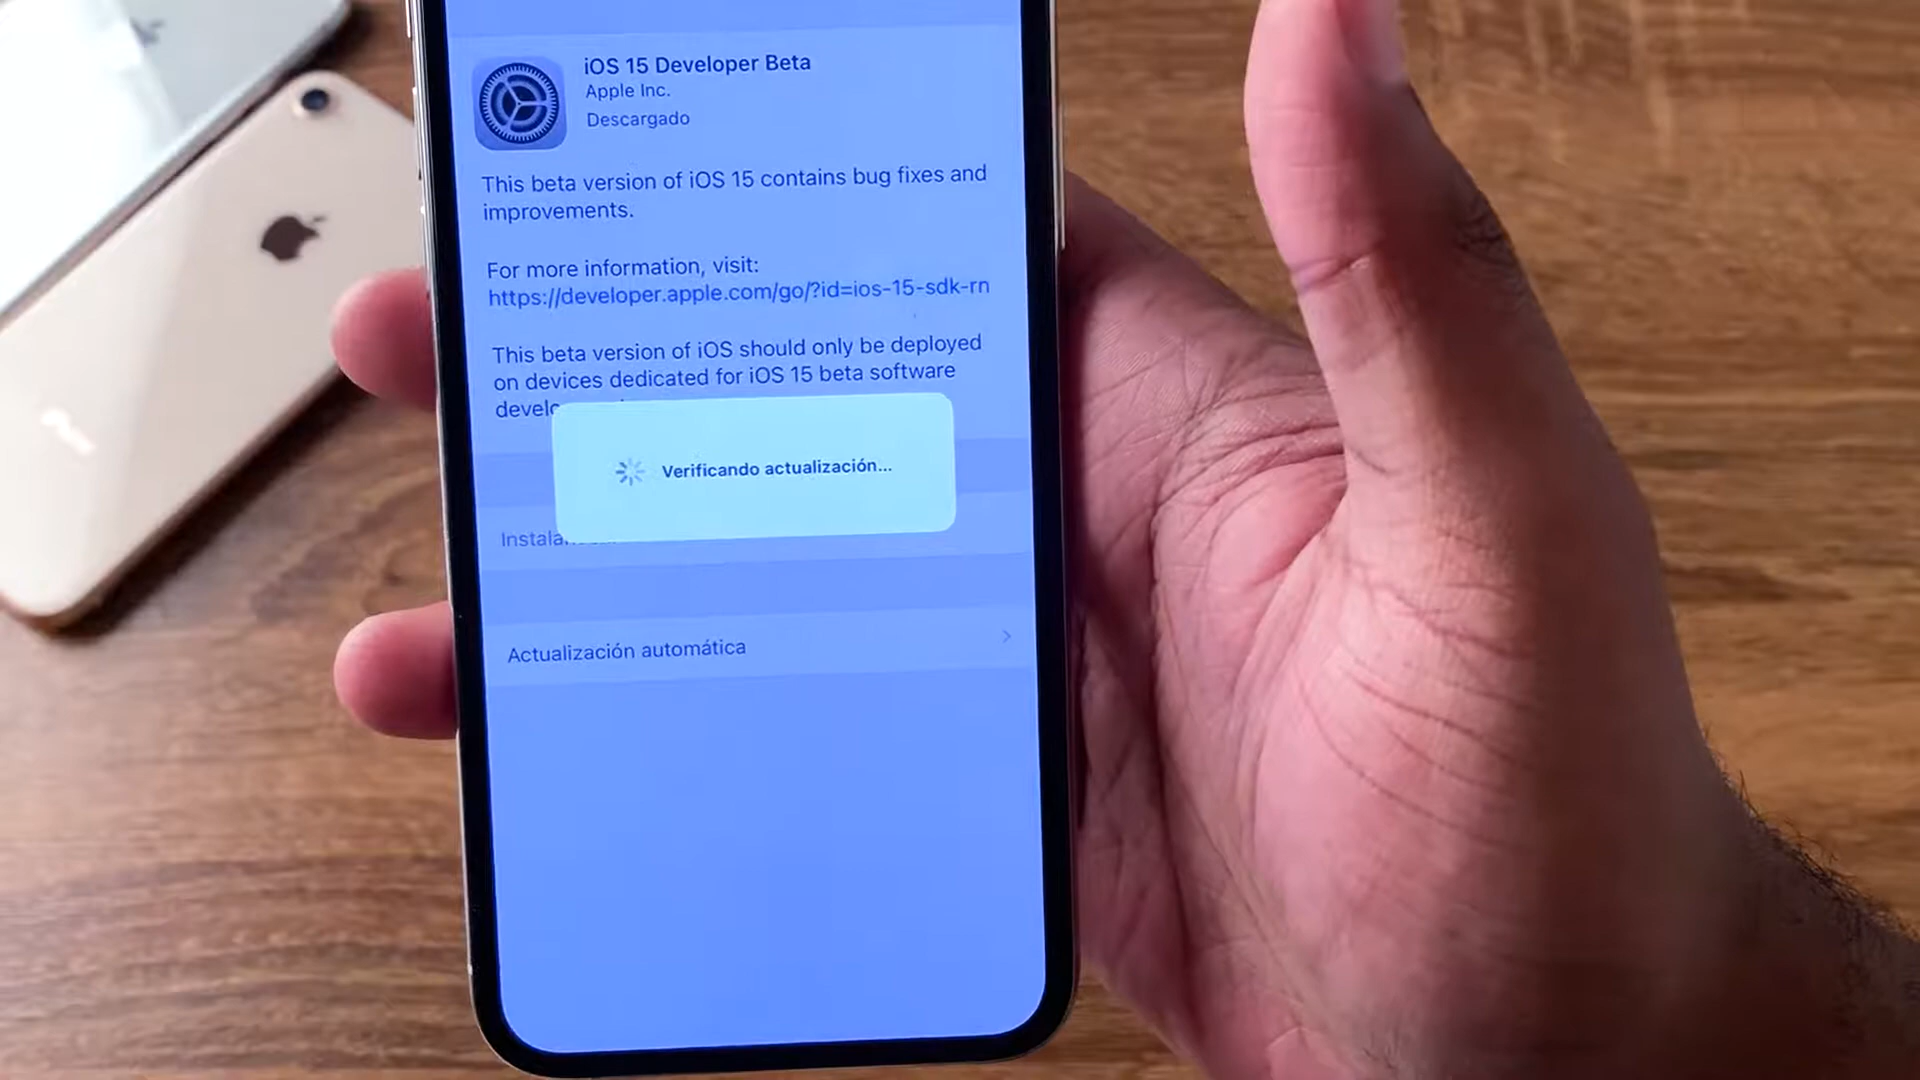 iOS 15 Developer Beta
Apple Inc.
Descargado
This beta version of iOS 15 contains bug fixes and
improvements.
For more information, visit:
https://developer.apple.com/go/?id=ios-15-sdk-rn
This beta version of iOS should only be deployed
on devices dedicated for iOS 15 beta software
Verificando actualización...
Actualización automática